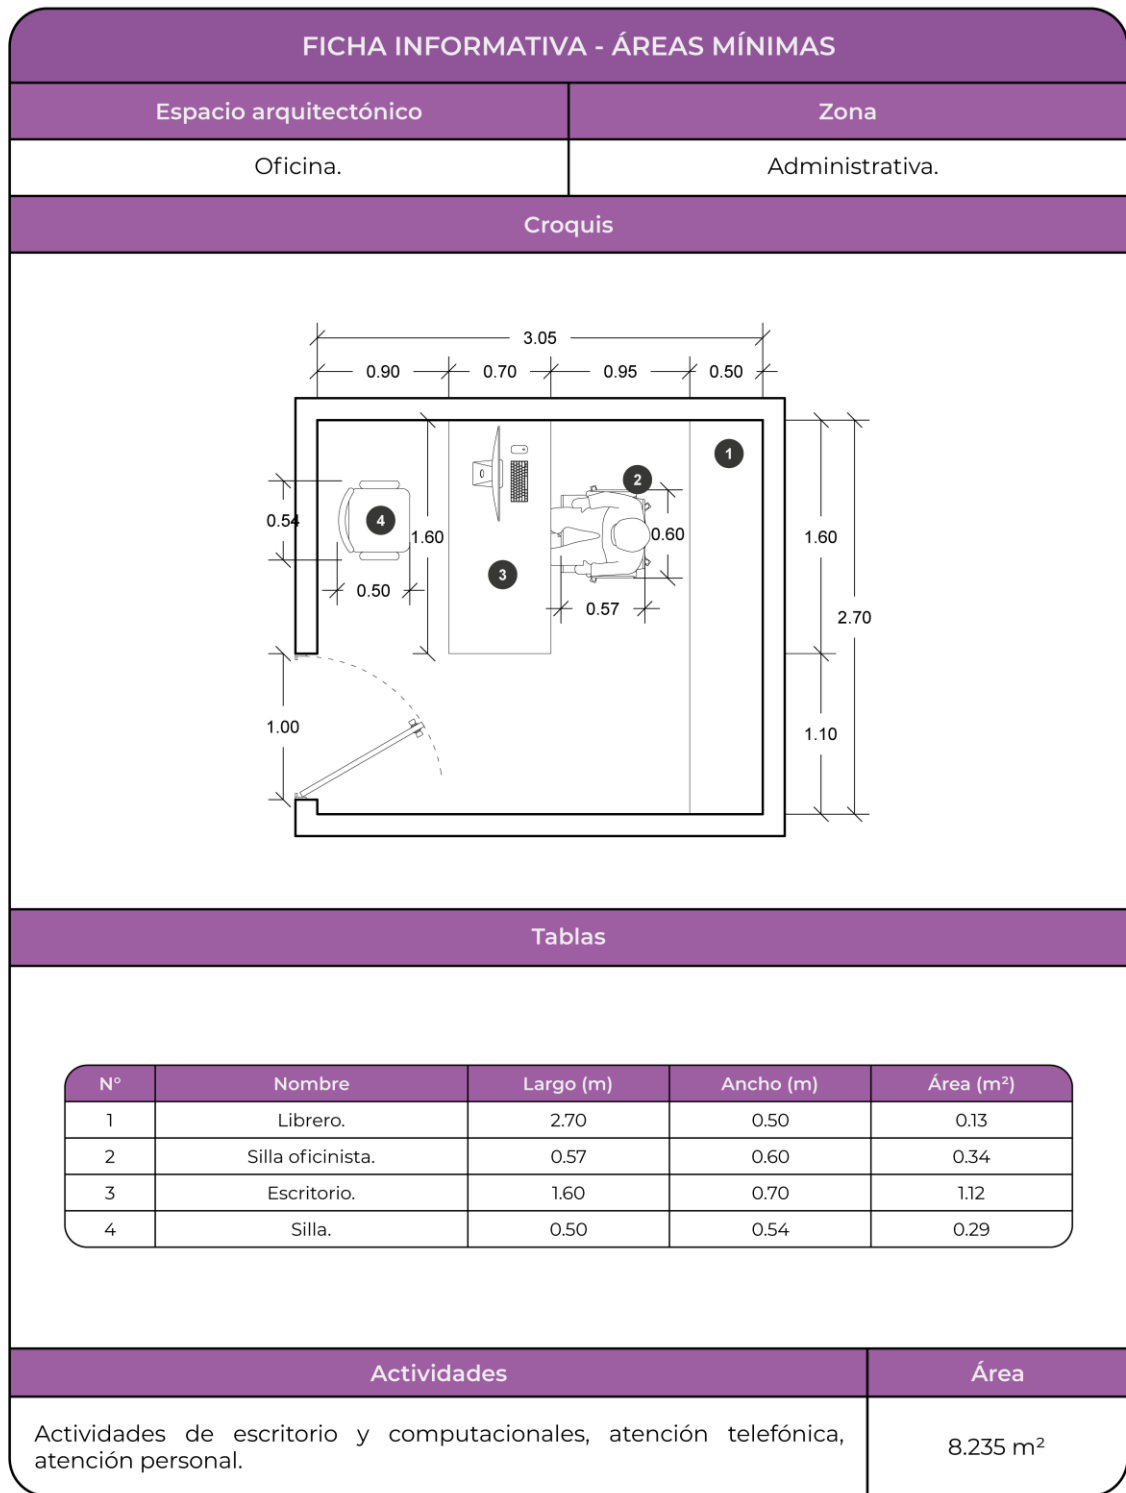 FICHA INFORMATIVA - ÁREAS MÍNIMAS
Espacio arquitectónico Zona
Oficina. Administrativa.
Croquis
3.05
0.90 0.70 0.95 0.50
1
2
0.54 4 1.60 0.60 1.60
3
0.50 0.57
2.70
1.00 1.10
Tablas
N° Nombre Largo (m) Ancho (m) Área (m²)
1 Librero. 2.70 0.50 0.13
2 Silla oficinista. 0.57 0.60 0.34
3 Escritorio. 1.60 0.70 1.12
4 Silla. 0.50 0.54 0.29
Actividades Área
Actividades de escritorio y computacionales, atención telefónica,
atención personal.
8.235 m²